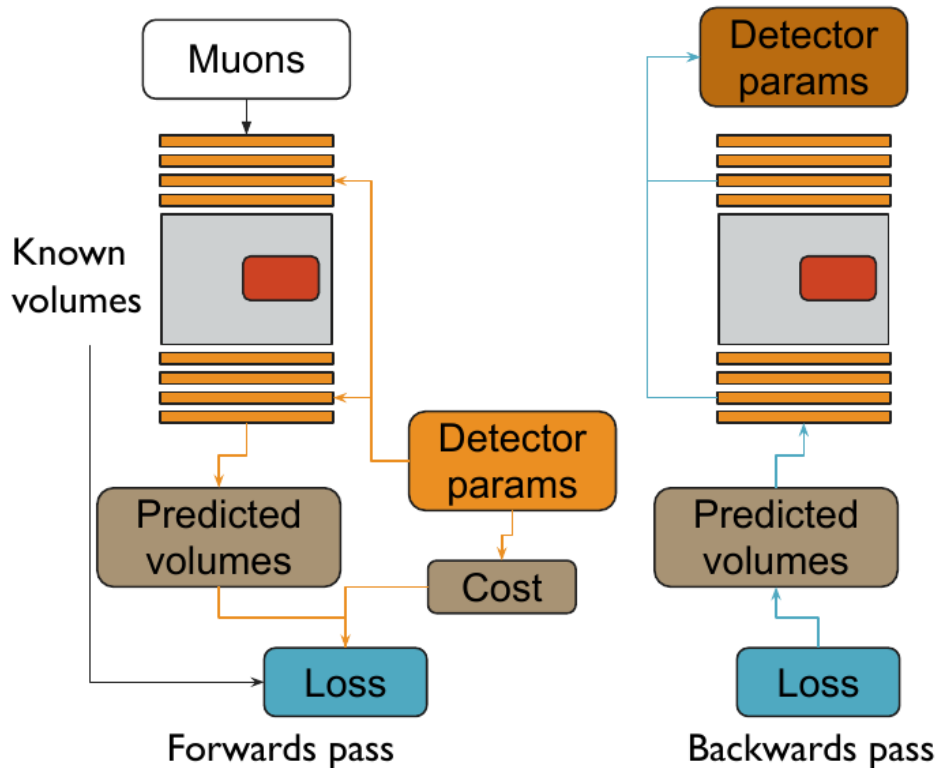 Muons
Known
volumes
Detector
params
Predicted
volumes
Cost
Loss
Forwards pass
Detector
params
Predicted
volumes
Loss
Backwards pass